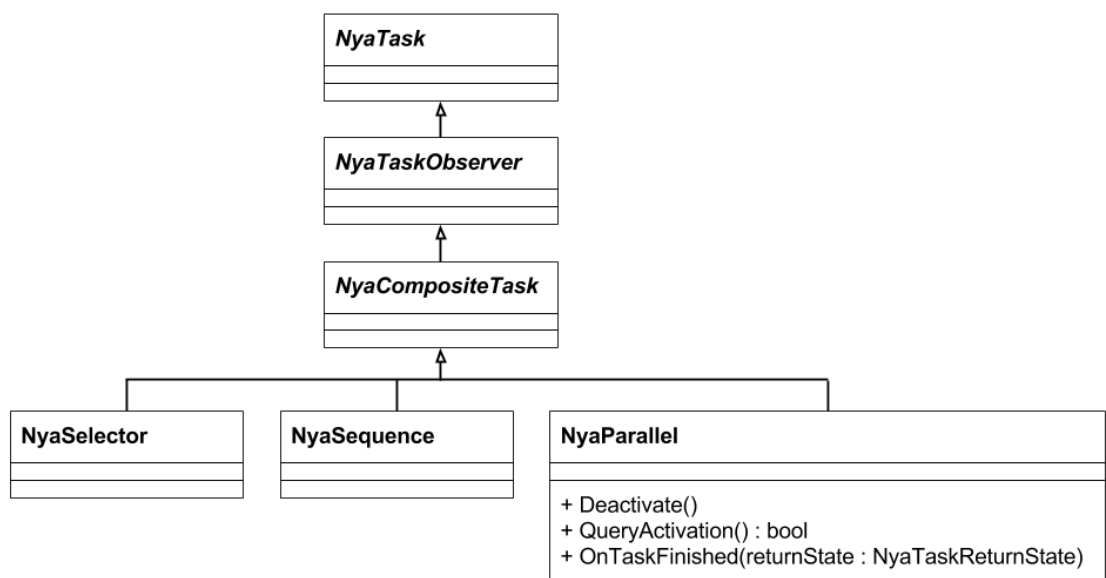 NyaTask
NyaTaskObserver
NyaCompositeTask
NyaSelector
NyaSequence
NyaParallel
+ Deactivate()
+ QueryActivation() : bool
+ OnTaskFinished(returnState : NyaTaskReturnState)